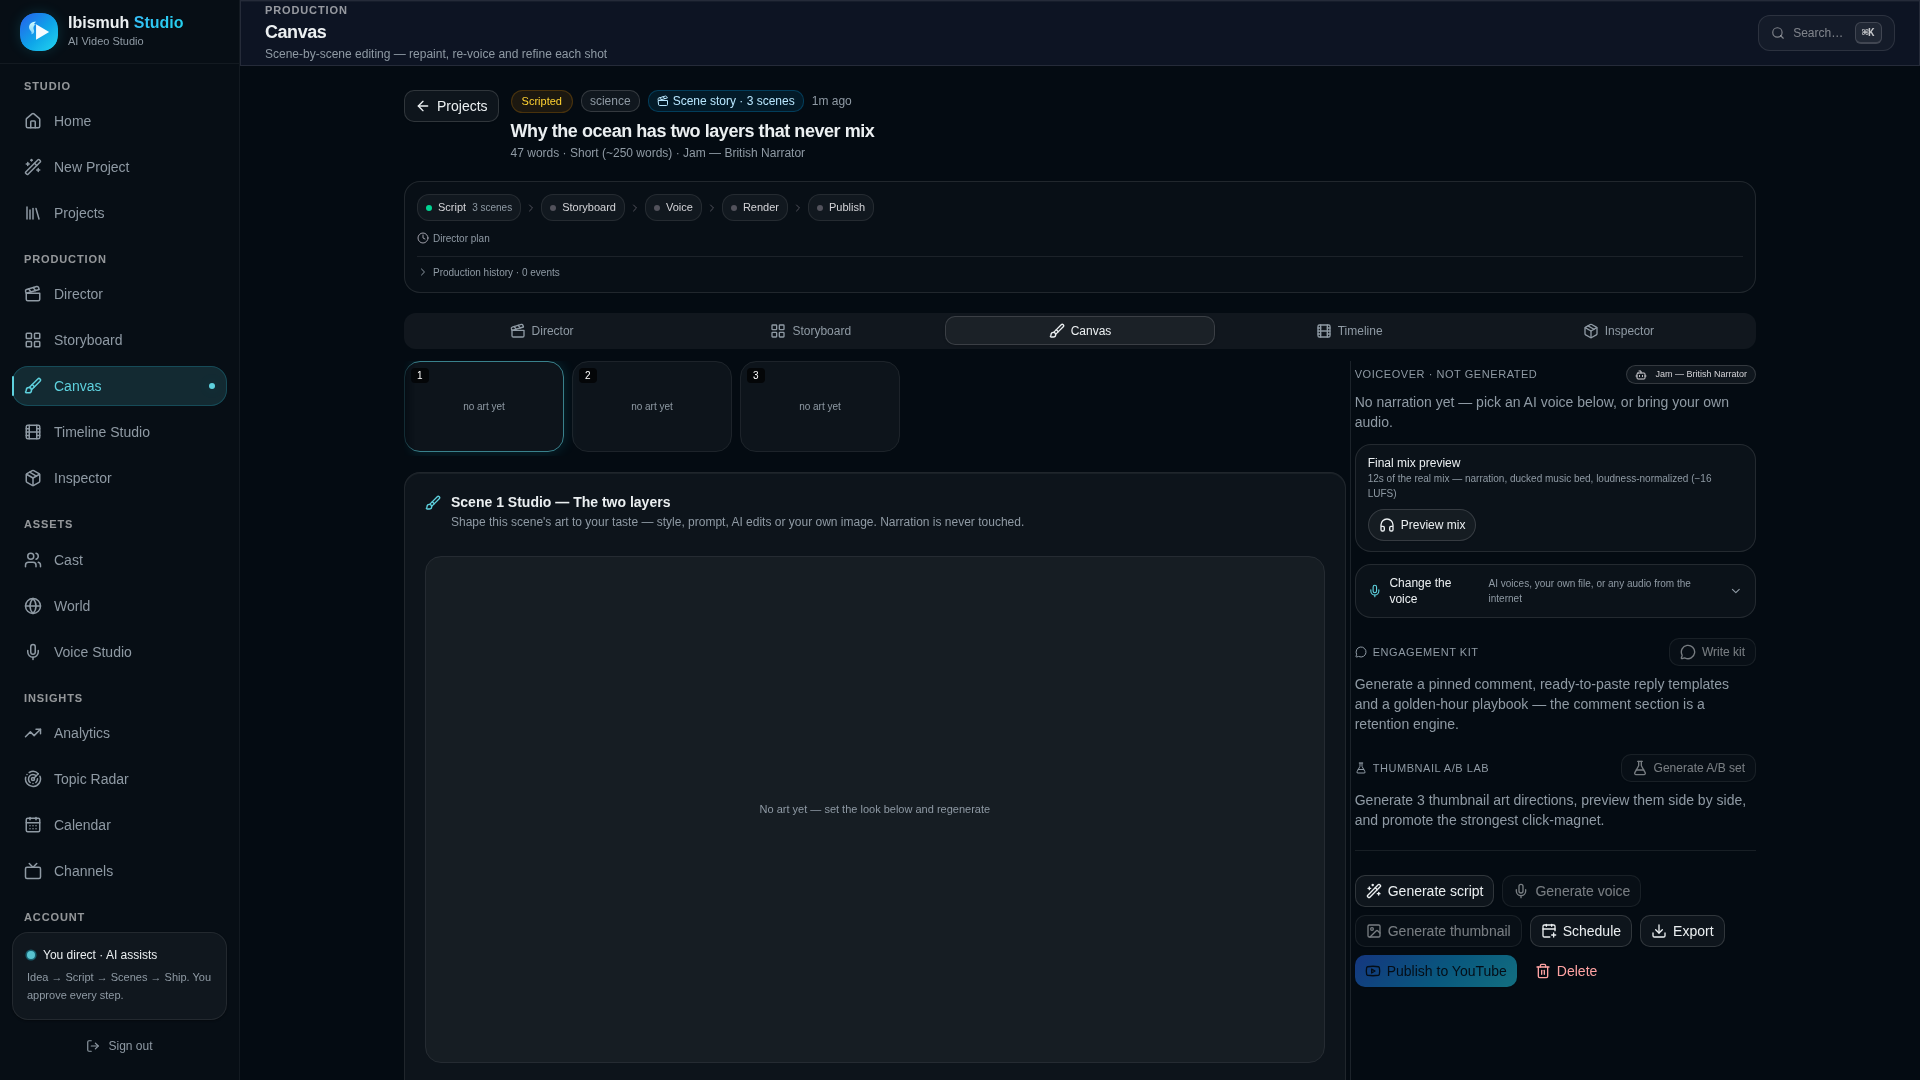 Ibismuh Studio
AI Video Studio
STUDIO
Home
New Project
Projects
PRODUCTION
Director
Storyboard
Canvas
Timeline Studio
Inspector
ASSETS
Cast
World
Voice Studio
INSIGHTS
Analytics
Topic Radar
Calendar
Channels
ACCOUNT
You direct · AI assists
Idea → Script → Scenes → Ship. You
approve every step.
Sign out
PRODUCTION
Canvas
Scene-by-scene editing — repaint, re-voice and refine each shot
Search…
⌘K
Projects
Scripted
science
Scene story · 3 scenes
1m ago
Why the ocean has two layers that never mix
47 words · Short (~250 words) · Jam — British Narrator
Script 3 scenes
Storyboard
Voice
Render
Publish
Director plan
Production history · 0 events
Director
Storyboard
Canvas
Timeline
Inspector
1
no art yet
2
no art yet
3
no art yet
Scene 1 Studio — The two layers
Shape this scene's art to your taste — style, prompt, AI edits or your own image. Narration is never touched.
No art yet — set the look below and regenerate
VOICEOVER · NOT GENERATED
Jam — British Narrator
No narration yet — pick an AI voice below, or bring your own
audio.
Final mix preview
12s of the real mix — narration, ducked music bed, loudness-normalized (−16
LUFS)
Preview mix
Change the
voice
AI voices, your own file, or any audio from the
internet
ENGAGEMENT KIT
Write kit
Generate a pinned comment, ready-to-paste reply templates
and a golden-hour playbook — the comment section is a
retention engine.
THUMBNAIL A/B LAB
Generate A/B set
Generate 3 thumbnail art directions, preview them side by side,
and promote the strongest click-magnet.
Generate script
Generate voice
Generate thumbnail
Schedule
Export
Publish to YouTube
Delete